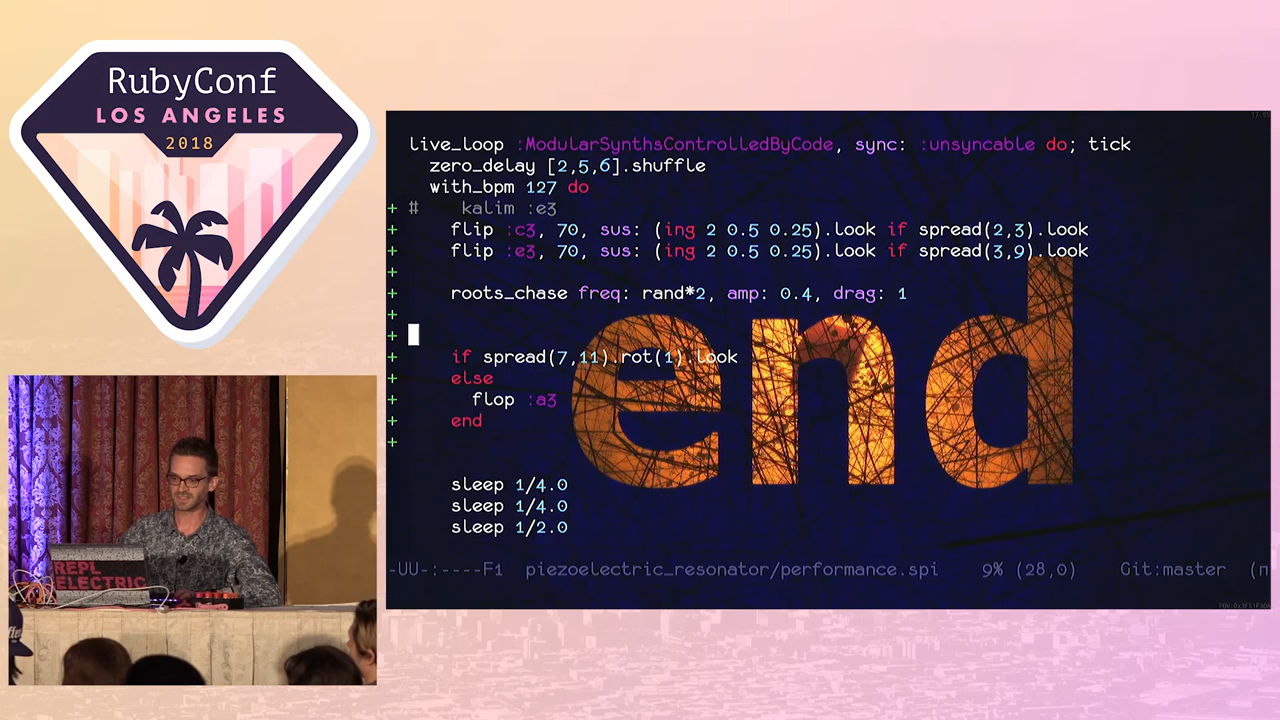 RubyConf
LOS ANGELES
2018
live_loop :ModularSynthsControlledByCode, sync: :unsyncable do; tick
zero_delay [2,5,6].shuffle
with_bpm 127 do
+ #    kalim :e3
+ flip :c3, 70, sus: (ing 2 0.5 0.25).look if spread(2,3).look
+ flip :e3, 70, sus: (ing 2 0.5 0.25).look if spread(3,9).look
+
+ roots_chase freq: rand*2, amp: 0.4, drag: 1
+
+
+ if spread(7,11).rot(1).look
+ else
+ flop :a3
+ end
+
sleep 1/4.0
sleep 1/4.0
sleep 1/2.0
end
-UU-:----F1  piezoelectric_resonator/performance.spi    9% (28,0)    Git:master  (n
REPL
ELECTRIC